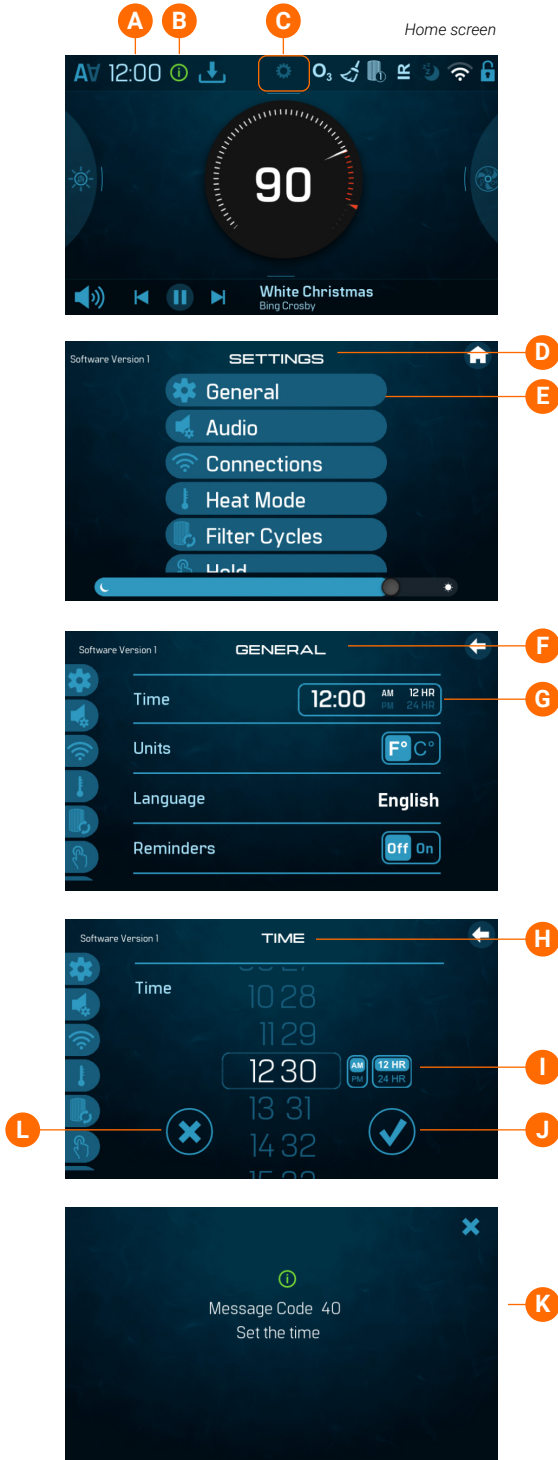 A B C Home screen
A∀ 12:00 O₃ IR
90
White Christmas
Bing Crosby
Software Version 1 SETTINGS D
General E
Audio
Connections
Heat Mode
Filter Cycles
Hold
Software Version 1 GENERAL F
Time 12:00 AM PM 12 HR 24 HR G
Units F° C°
Language English
Reminders Off On
Software Version 1 TIME H
Time
10 28
11 29
12 30 AM PM 12 HR 24 HR I
13 31
L J
14 32
Message Code 40 K
Set the time